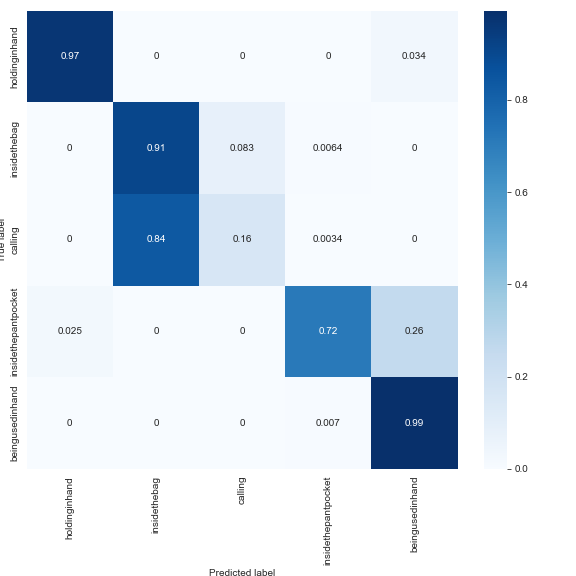 holdinginhand 0.97 0 0 0 0.034
insidethebag 0 0.91 0.083 0.0064 0
calling 0 0.84 0.16 0.0034 0
insidethepantpocket 0.025 0 0 0.72 0.26
beingusedinhand 0 0 0 0.007 0.99
True label
holdinginhand insidethebag calling insidethepantpocket beingusedinhand
Predicted label
0.8
0.6
0.4
0.2
0.0